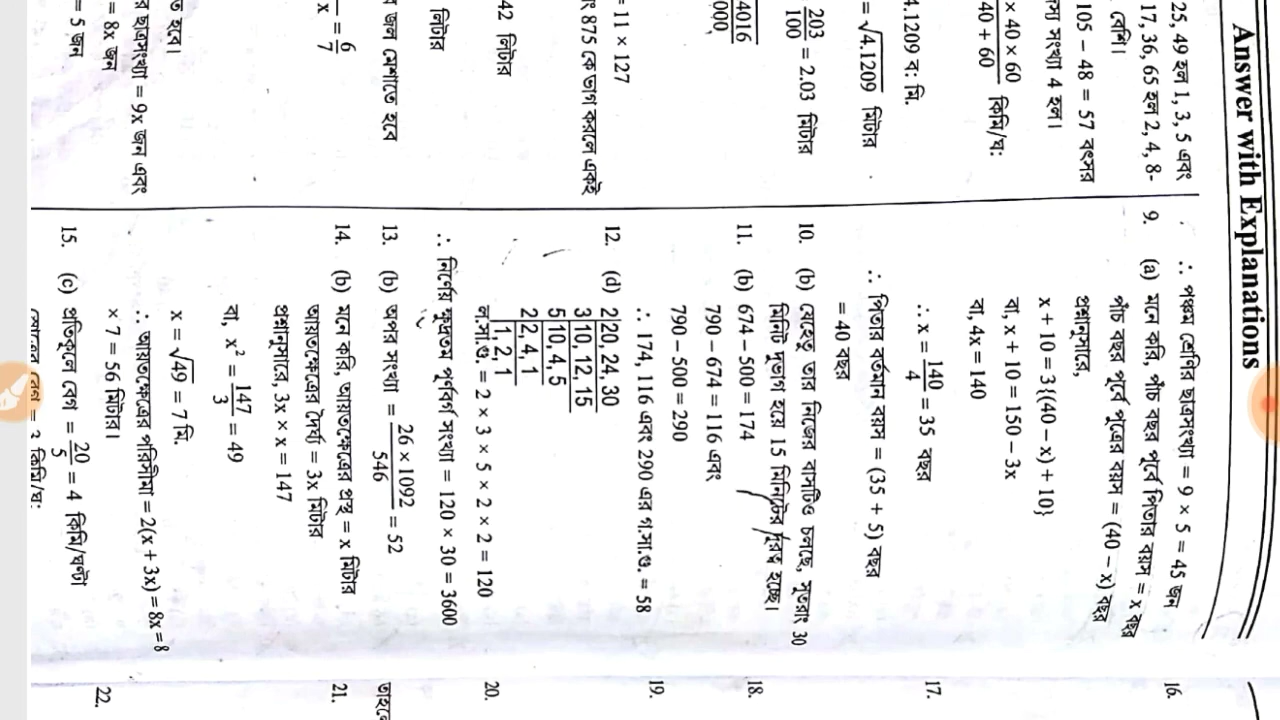 Answer with Explanations
25, 49 হল 1, 3, 5 এবং
17, 36, 65 হল 2, 4, 8-
বেশি।
105 – 48 = 57 বৎসর
সংখ্যা 4 হল।
× 40 × 60
40 + 60 কিমি/ঘ:
4.1209 ব: মি.
= √4.1209 মিটার
203/100 = 2.03 মিটার
4016
000
= 11 × 127
875 কে ভাগ করলে একই
42 লিটার
লিটার
জল মেশাতে হবে
x = 6/7
হবে।
ছাত্রসংখ্যা = 9x জন এবং
= 8x জন
= 5 জন
∴ পঞ্চম শ্রেণির ছাত্রসংখ্যা = 9 × 5 = 45 জন
9. (a) মনে করি, পাঁচ বছর পূর্বে পিতার বয়স = x বছর
পাঁচ বছর পূর্বে পুত্রের বয়স = (40 – x) বছর
প্রশ্নানুসারে,
x + 10 = 3{(40 – x) + 10}
বা, x + 10 = 150 – 3x
বা, 4x = 140
∴ x = 140/4 = 35 বছর
∴ পিতার বর্তমান বয়স = (35 + 5) বছর
= 40 বছর
10. (b) যেহেতু তার নিজের বাসটিও চলছে, সুতরাং 30
মিনিট দুভাগ হয়ে 15 মিনিটের দূরত্ব হচ্ছে।
11. (b) 674 – 500 = 174
790 – 674 = 116 এবং
790 – 500 = 290
∴ 174, 116 এবং 290 এর গ.সা.গু. = 58
12. (d) 2|20, 24, 30
3|10, 12, 15
5|10, 4, 5
2|2, 4, 1
1, 2, 1
ল.সা.গু. = 2 × 3 × 5 × 2 × 2 = 120
∴ নির্ণেয় ক্ষুদ্রতম পূর্ণবর্গ সংখ্যা = 120 × 30 = 3600
13. (b) অপর সংখ্যা = 26 × 1092/546 = 52
14. (b) মনে করি, আয়তক্ষেত্রের প্রস্থ = x মিটার
আয়তক্ষেত্রের দৈর্ঘ্য = 3x মিটার
প্রশ্নানুসারে, 3x × x = 147
বা, x² = 147/3 = 49
x = √49 = 7 মি.
∴ আয়তক্ষেত্রের পরিসীমা = 2(x + 3x) = 8x = 8
× 7 = 56 মিটার।
15. (c) প্রতিকূলে বেগ = 20/5 = 4 কিমি/ঘণ্টা
= 3 কিমি/ঘ:
16.
17.
18.
19.
20.
তাহলে
21.
22.